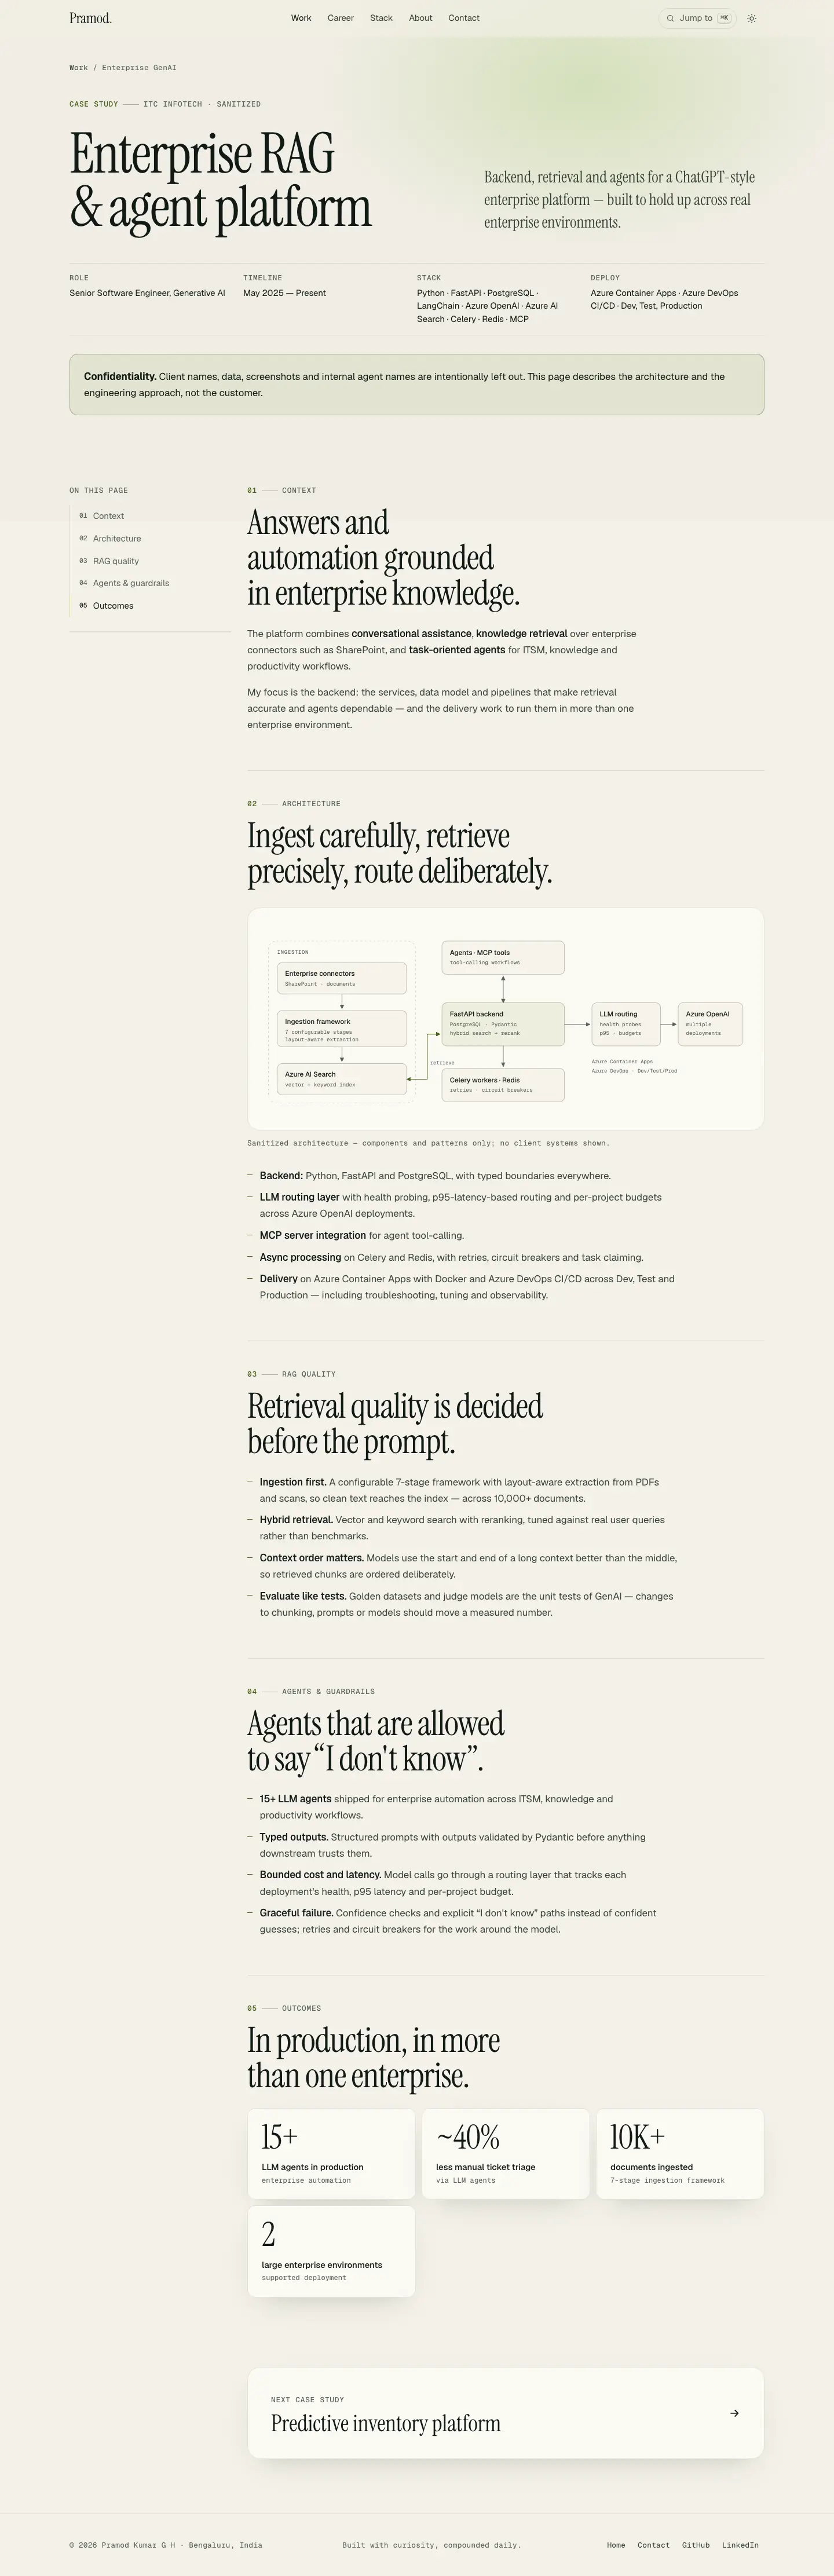 Pramod.
Work Career Stack About Contact
Jump to ⌘K
Work / Enterprise GenAI
CASE STUDY ITC INFOTECH · SANITIZED
Enterprise RAG
& agent platform
Backend, retrieval and agents for a ChatGPT-style
enterprise platform — built to hold up across real
enterprise environments.
ROLE
Senior Software Engineer, Generative AI
TIMELINE
May 2025 — Present
STACK
Python · FastAPI · PostgreSQL ·
LangChain · Azure OpenAI · Azure AI
Search · Celery · Redis · MCP
DEPLOY
Azure Container Apps · Azure DevOps
CI/CD · Dev, Test, Production
Confidentiality. Client names, data, screenshots and internal agent names are intentionally left out. This page describes the architecture and the
engineering approach, not the customer.
ON THIS PAGE
01 Context
02 Architecture
03 RAG quality
04 Agents & guardrails
05 Outcomes
01 CONTEXT
Answers and
automation grounded
in enterprise knowledge.
The platform combines conversational assistance, knowledge retrieval over enterprise
connectors such as SharePoint, and task-oriented agents for ITSM, knowledge and
productivity workflows.
My focus is the backend: the services, data model and pipelines that make retrieval
accurate and agents dependable — and the delivery work to run them in more than one
enterprise environment.
02 ARCHITECTURE
Ingest carefully, retrieve
precisely, route deliberately.
INGESTION
Enterprise connectors
SharePoint · documents
Ingestion framework
7 configurable stages
layout-aware extraction
Azure AI Search
vector + keyword index
retrieve
Agents · MCP tools
tool-calling workflows
FastAPI backend
PostgreSQL · Pydantic
hybrid search + rerank
Celery workers · Redis
retries · circuit breakers
LLM routing
health probes
p95 · budgets
Azure OpenAI
multiple
deployments
Azure Container Apps
Azure DevOps · Dev/Test/Prod
Sanitized architecture — components and patterns only; no client systems shown.
— Backend: Python, FastAPI and PostgreSQL, with typed boundaries everywhere.
— LLM routing layer with health probing, p95-latency-based routing and per-project budgets
across Azure OpenAI deployments.
— MCP server integration for agent tool-calling.
— Async processing on Celery and Redis, with retries, circuit breakers and task claiming.
— Delivery on Azure Container Apps with Docker and Azure DevOps CI/CD across Dev, Test and
Production — including troubleshooting, tuning and observability.
03 RAG QUALITY
Retrieval quality is decided
before the prompt.
— Ingestion first. A configurable 7-stage framework with layout-aware extraction from PDFs
and scans, so clean text reaches the index — across 10,000+ documents.
— Hybrid retrieval. Vector and keyword search with reranking, tuned against real user queries
rather than benchmarks.
— Context order matters. Models use the start and end of a long context better than the middle,
so retrieved chunks are ordered deliberately.
— Evaluate like tests. Golden datasets and judge models are the unit tests of GenAI — changes
to chunking, prompts or models should move a measured number.
04 AGENTS & GUARDRAILS
Agents that are allowed
to say “I don't know”.
— 15+ LLM agents shipped for enterprise automation across ITSM, knowledge and
productivity workflows.
— Typed outputs. Structured prompts with outputs validated by Pydantic before anything
downstream trusts them.
— Bounded cost and latency. Model calls go through a routing layer that tracks each
deployment's health, p95 latency and per-project budget.
— Graceful failure. Confidence checks and explicit “I don't know” paths instead of confident
guesses; retries and circuit breakers for the work around the model.
05 OUTCOMES
In production, in more
than one enterprise.
15+
LLM agents in production
enterprise automation
~40%
less manual ticket triage
via LLM agents
10K+
documents ingested
7-stage ingestion framework
2
large enterprise environments
supported deployment
NEXT CASE STUDY
Predictive inventory platform
→
© 2026 Pramod Kumar G H · Bengaluru, India
Built with curiosity, compounded daily.
Home Contact GitHub LinkedIn